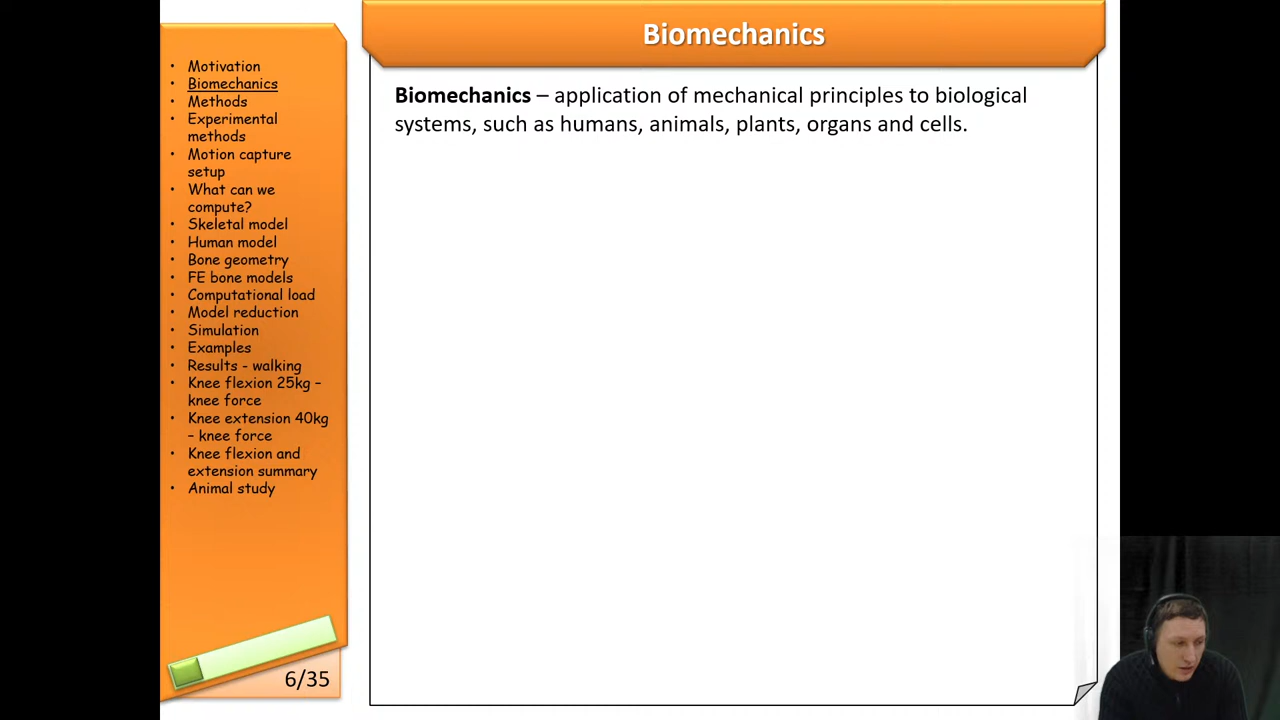 Biomechanics
Biomechanics – application of mechanical principles to biological
systems, such as humans, animals, plants, organs and cells.
• Motivation
• Biomechanics
• Methods
• Experimental
methods
• Motion capture
setup
• What can we
compute?
• Skeletal model
• Human model
• Bone geometry
• FE bone models
• Computational load
• Model reduction
• Simulation
• Examples
• Results - walking
• Knee flexion 25kg –
knee force
• Knee extension 40kg
– knee force
• Knee flexion and
extension summary
• Animal study
6/35